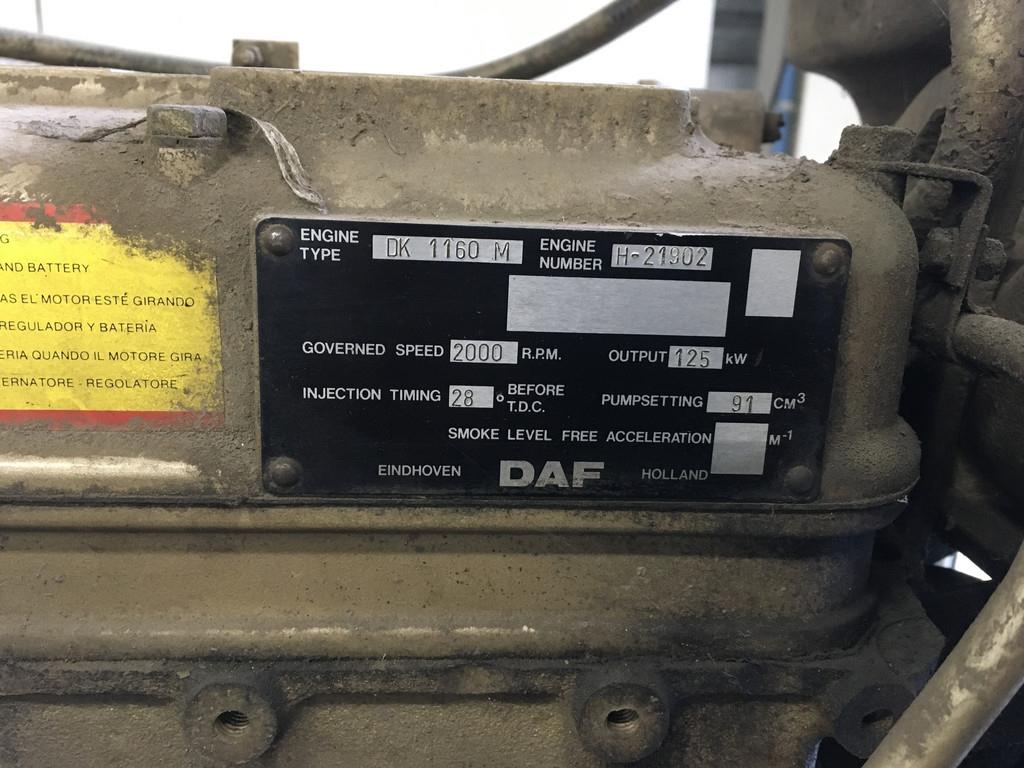 G
AND BATTERY
AS EL MOTOR ESTÉ GIRANDO
REGULADOR Y BATERÍA
ERIA QUANDO IL MOTORE GIRA
TERNATORE - REGOLATORE
ENGINE TYPE DK 1160 M ENGINE NUMBER H-21902
GOVERNED SPEED 2000 R.P.M. OUTPUT 125 kW
INJECTION TIMING 28 ° BEFORE T.D.C. PUMPSETTING 91 CM³
SMOKE LEVEL FREE ACCELERATION M⁻¹
EINDHOVEN DAF HOLLAND